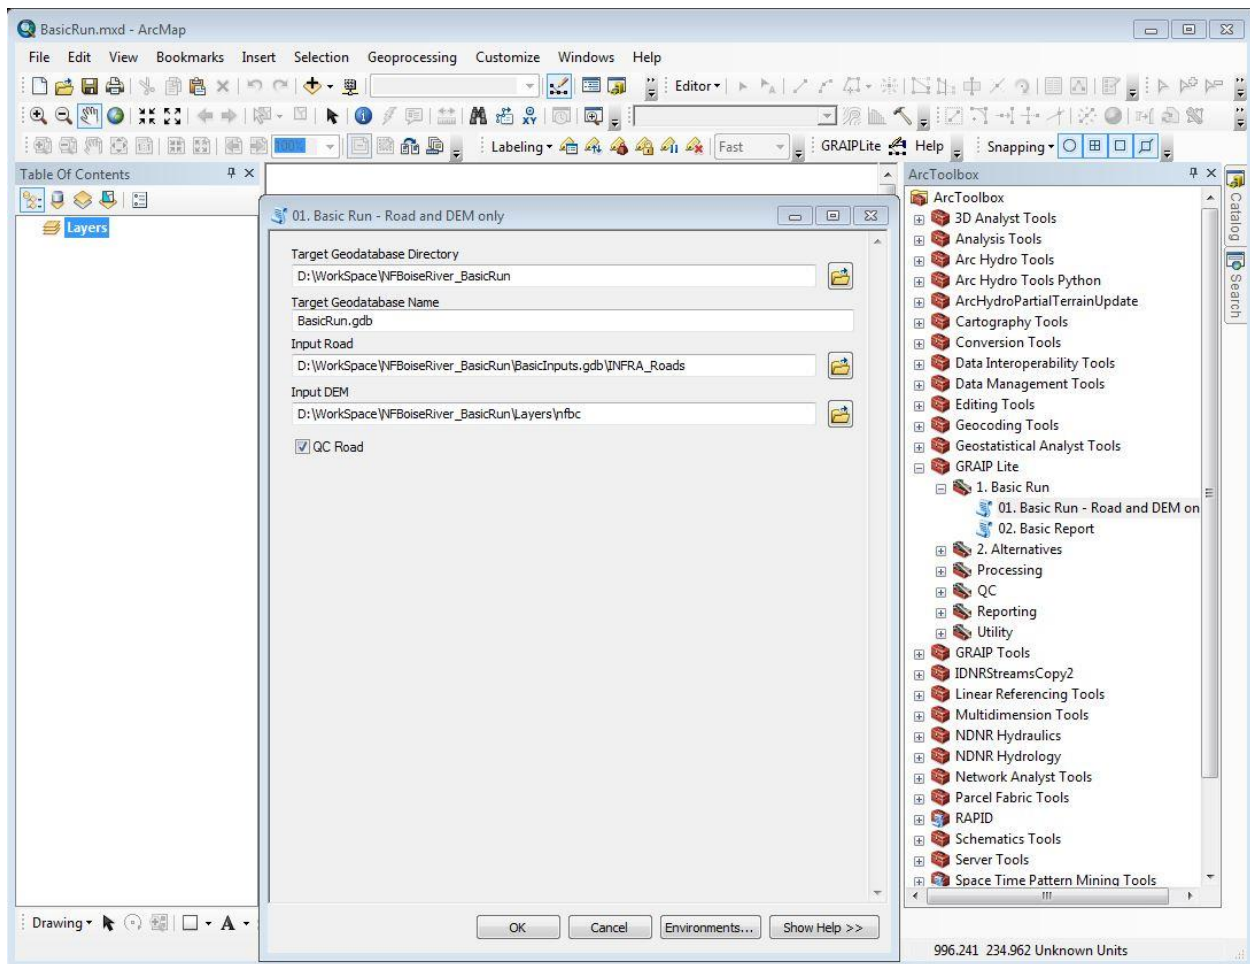 BasicRun.mxd - ArcMap
File Edit View Bookmarks Insert Selection Geoprocessing Customize Windows Help
Editor
100% Labeling Fast GRAIPLite Help Snapping
Table Of Contents
Layers
01. Basic Run - Road and DEM only
Target Geodatabase Directory
D:\WorkSpace\NFBoiseRiver_BasicRun
Target Geodatabase Name
BasicRun.gdb
Input Road
D:\WorkSpace\NFBoiseRiver_BasicRun\BasicInputs.gdb\INFRA_Roads
Input DEM
D:\WorkSpace\NFBoiseRiver_BasicRun\Layers\nfbc
QC Road
OK Cancel Environments... Show Help >>
ArcToolbox
ArcToolbox
3D Analyst Tools
Analysis Tools
Arc Hydro Tools
Arc Hydro Tools Python
ArcHydroPartialTerrainUpdate
Cartography Tools
Conversion Tools
Data Interoperability Tools
Data Management Tools
Editing Tools
Geocoding Tools
Geostatistical Analyst Tools
GRAIP Lite
1. Basic Run
01. Basic Run - Road and DEM on
02. Basic Report
2. Alternatives
Processing
QC
Reporting
Utility
GRAIP Tools
IDNRStreamsCopy2
Linear Referencing Tools
Multidimension Tools
NDNR Hydraulics
NDNR Hydrology
Network Analyst Tools
Parcel Fabric Tools
RAPID
Schematics Tools
Server Tools
Space Time Pattern Mining Tools
Catalog
Search
Drawing A
996.241 234.962 Unknown Units